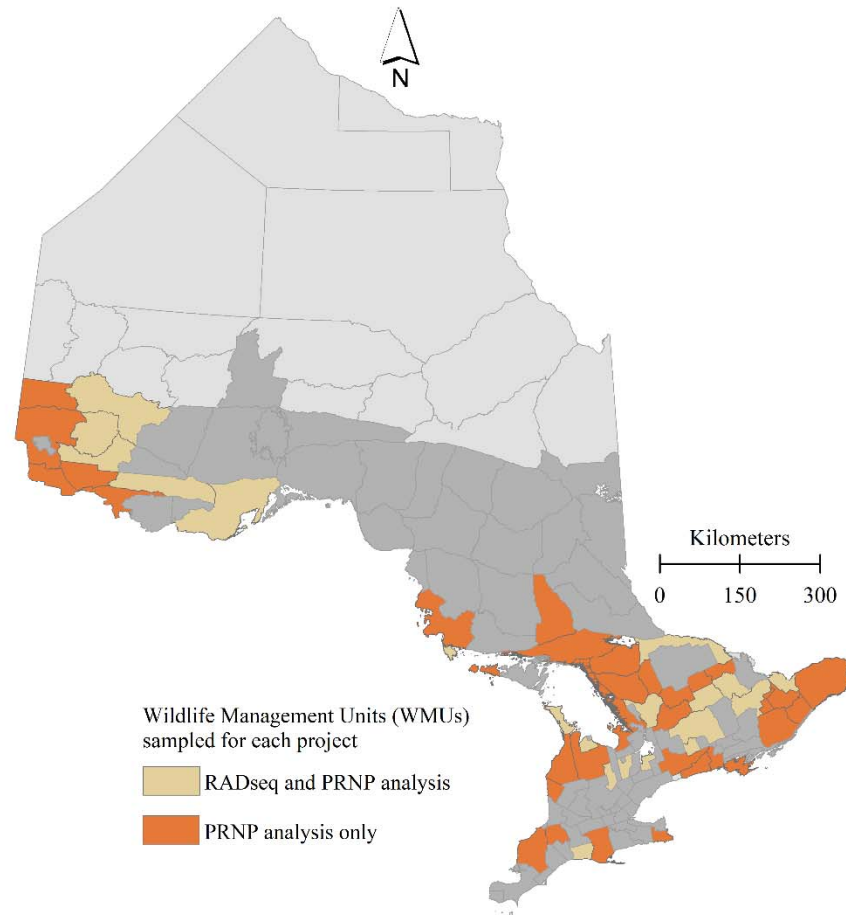 N
Kilometers
0 150 300
Wildlife Management Units (WMUs)
sampled for each project
RADseq and PRNP analysis
PRNP analysis only